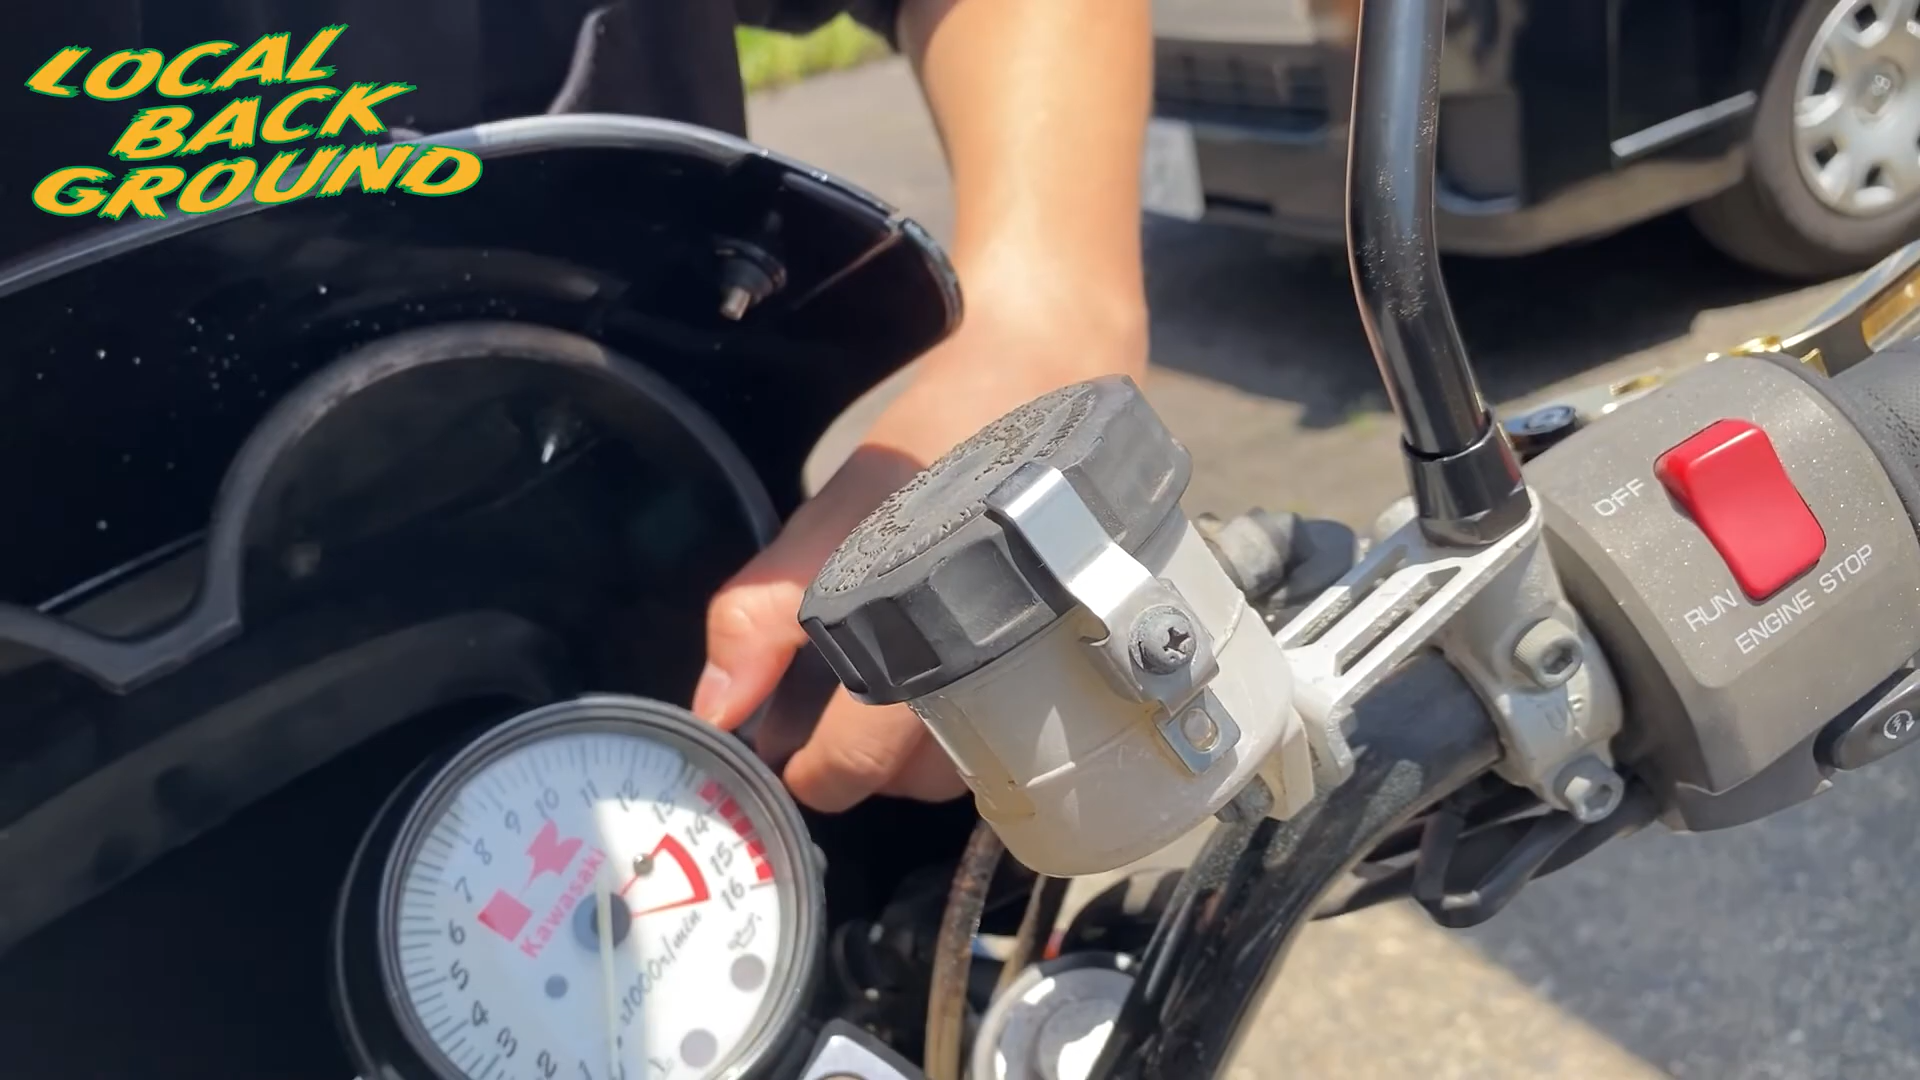 LOCAL
BACK
GROUND
OFF
RUN
ENGINE STOP
Kawasaki
x1000r/min
1
2
3
4
5
6
7
8
9
10
11
12
13
14
15
16